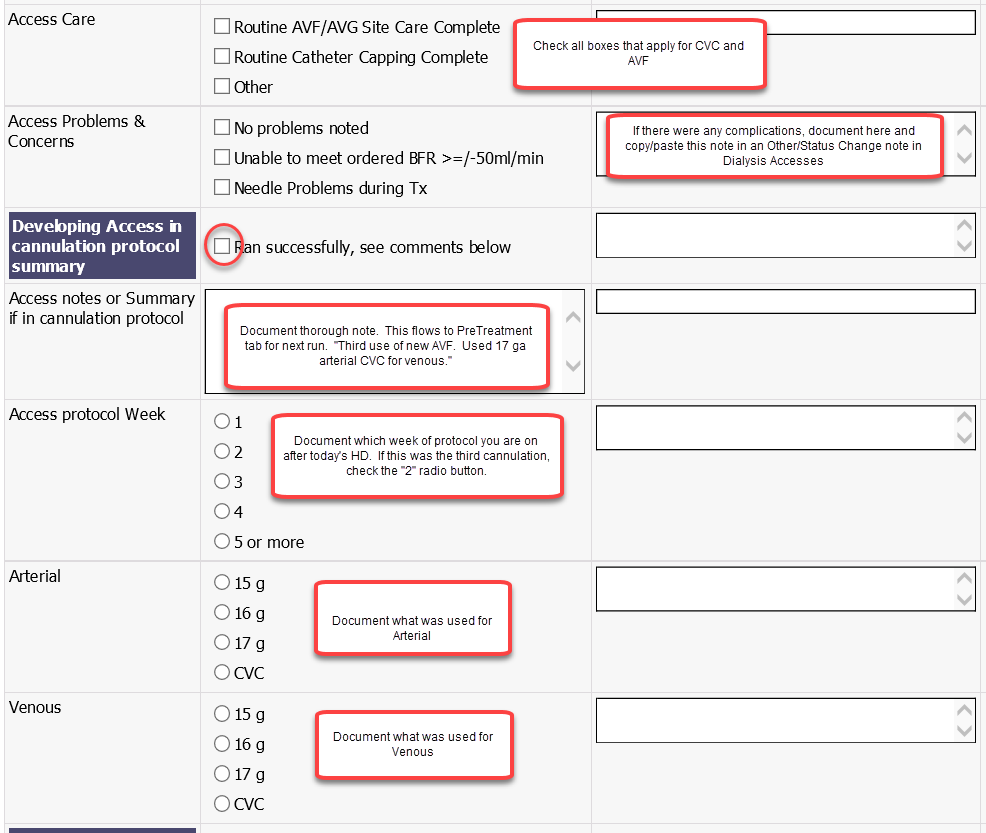 Access Care
Routine AVF/AVG Site Care Complete
Routine Catheter Capping Complete
Other
Check all boxes that apply for CVC and
AVF
Access Problems &
Concerns
No problems noted
Unable to meet ordered BFR >=/-50ml/min
Needle Problems during Tx
If there were any complications, document here and
copy/paste this note in an Other/Status Change note in
Dialysis Accesses
Developing Access in
cannulation protocol
summary
Ran successfully, see comments below
Access notes or Summary
if in cannulation protocol
Document thorough note.  This flows to PreTreatment
tab for next run.  "Third use of new AVF.  Used 17 ga
arterial CVC for venous."
Access protocol Week
1
2
3
4
5 or more
Document which week of protocol you are on
after today's HD.  If this was the third cannulation,
check the "2" radio button.
Arterial
15 g
16 g
17 g
CVC
Document what was used for
Arterial
Venous
15 g
16 g
17 g
CVC
Document what was used for
Venous